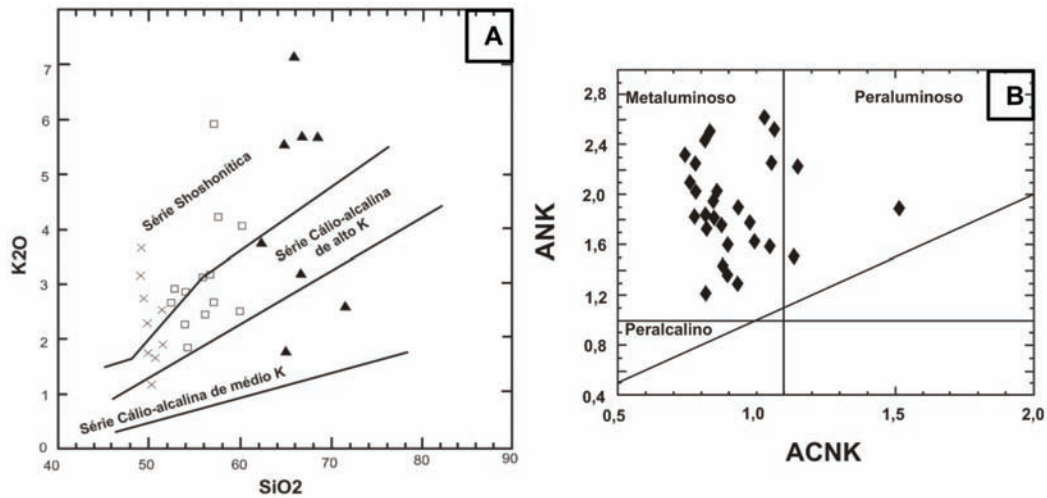 A
K2O
7
6
5
4
3
2
1
0
Série Shoshonítica
Série Cálio-alcalina
de alto K
Série Cálio-alcalina de médio K
40
50
60
70
80
90
SiO2
B
Metaluminoso
Peraluminoso
Peralcalino
ANK
2,8
2,4
2,0
1,6
1,2
0,8
0,4
0,5
1,0
1,5
2,0
ACNK